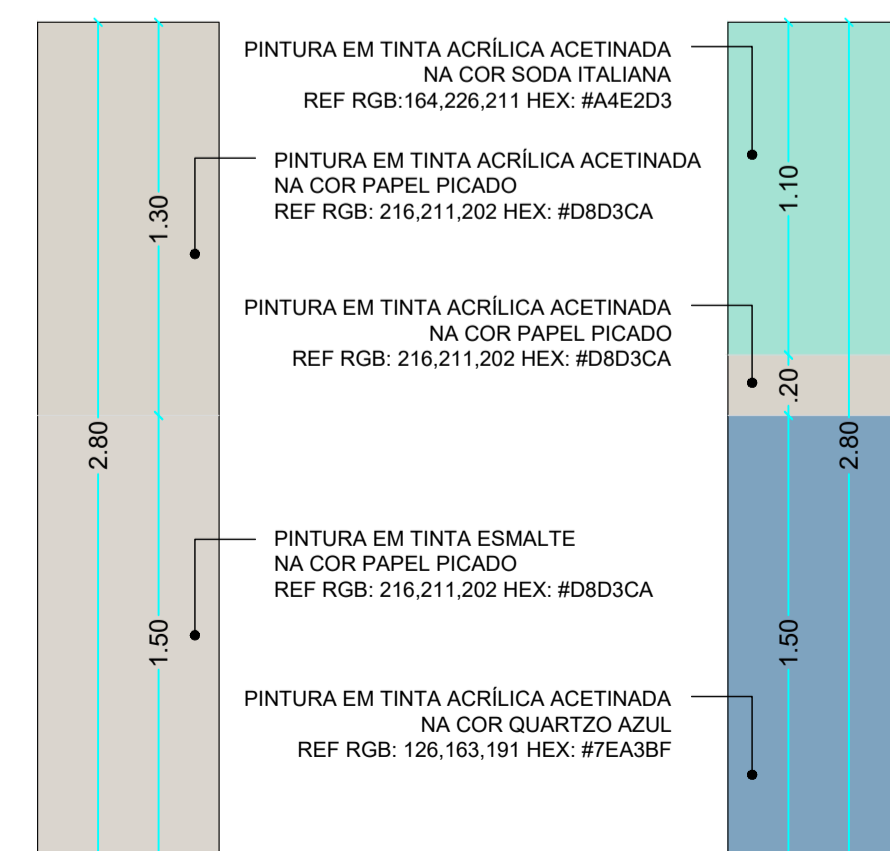 PINTURA EM TINTA ACRÍLICA ACETINADA
NA COR SODA ITALIANA
REF RGB:164,226,211 HEX: #A4E2D3
PINTURA EM TINTA ACRÍLICA ACETINADA
NA COR PAPEL PICADO
REF RGB: 216,211,202 HEX: #D8D3CA
1.30
1.10
PINTURA EM TINTA ACRÍLICA ACETINADA
NA COR PAPEL PICADO
REF RGB: 216,211,202 HEX: #D8D3CA
.20
2.80
2.80
PINTURA EM TINTA ESMALTE
NA COR PAPEL PICADO
REF RGB: 216,211,202 HEX: #D8D3CA
1.50
1.50
PINTURA EM TINTA ACRÍLICA ACETINADA
NA COR QUARTZO AZUL
REF RGB: 126,163,191 HEX: #7EA3BF